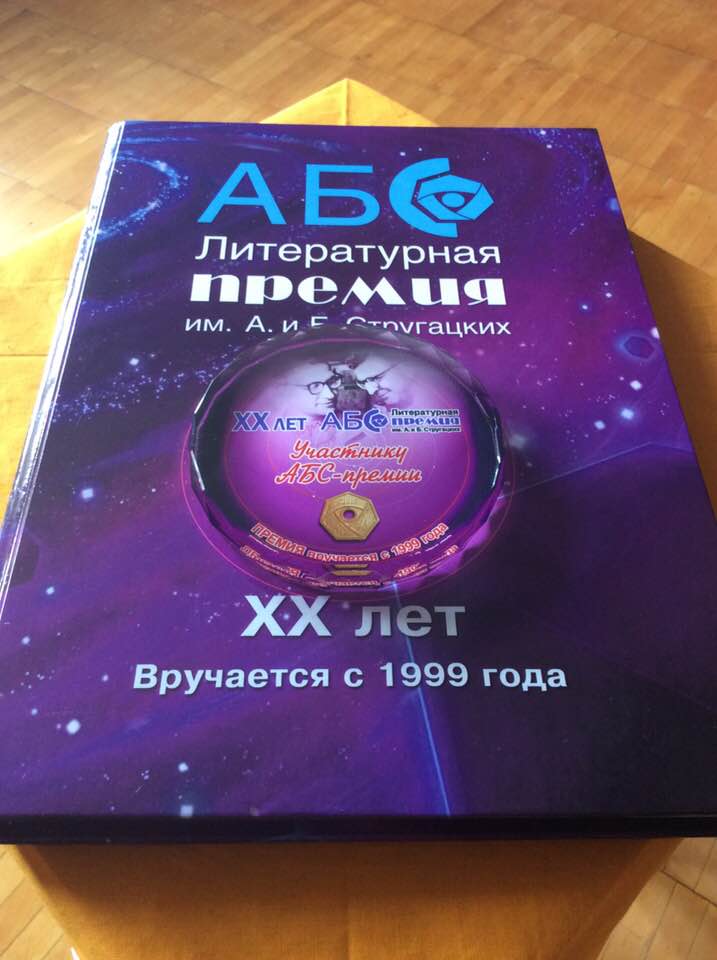 АБС
Литературная
премия
им. А. и Б. Стругацких
XX ЛЕТ АБС Литературная
премия
им. А. и Б. Стругацких
Участнику
АБС-премии
ПРЕМИЯ вручается с 1999 года
XX лет
Вручается с 1999 года